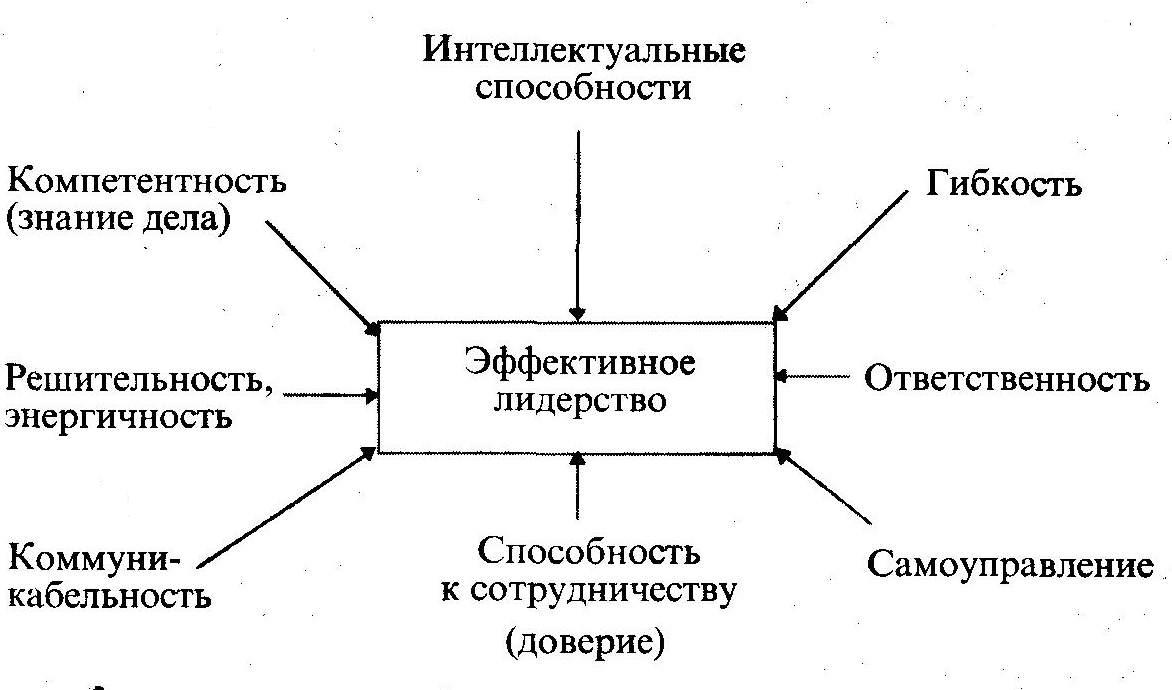 Интеллектуальные
способности
Компетентность
(знание дела)
Гибкость
Эффективное
лидерство
Решительность,
энергичность
Ответственность
Коммуни-
кабельность
Способность
к сотрудничеству
(доверие)
Самоуправление